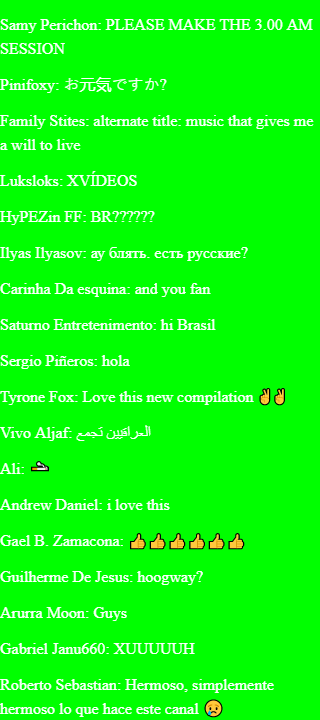 Samy Perichon: PLEASE MAKE THE 3.00 AM
SESSION
Pinifoxy: お元気ですか?
Family Stites: alternate title: music that gives me
a will to live
Luksloks: XVÍDEOS
HyPEZin FF: BR??????
Ilyas Ilyasov: ау блять. есть русские?
Carinha Da esquina: and you fan
Saturno Entretenimento: hi Brasil
Sergio Piñeros: hola
Tyrone Fox: Love this new compilation ✌✌
Vivo Aljaf: العراقيين تجمع
Ali:
Andrew Daniel: i love this
Gael B. Zamacona: 👍👍👍👍👍👍
Guilherme De Jesus: hoogway?
Arurra Moon: Guys
Gabriel Janu660: XUUUUUH
Roberto Sebastian: Hermoso, simplemente
hermoso lo que hace este canal 😥